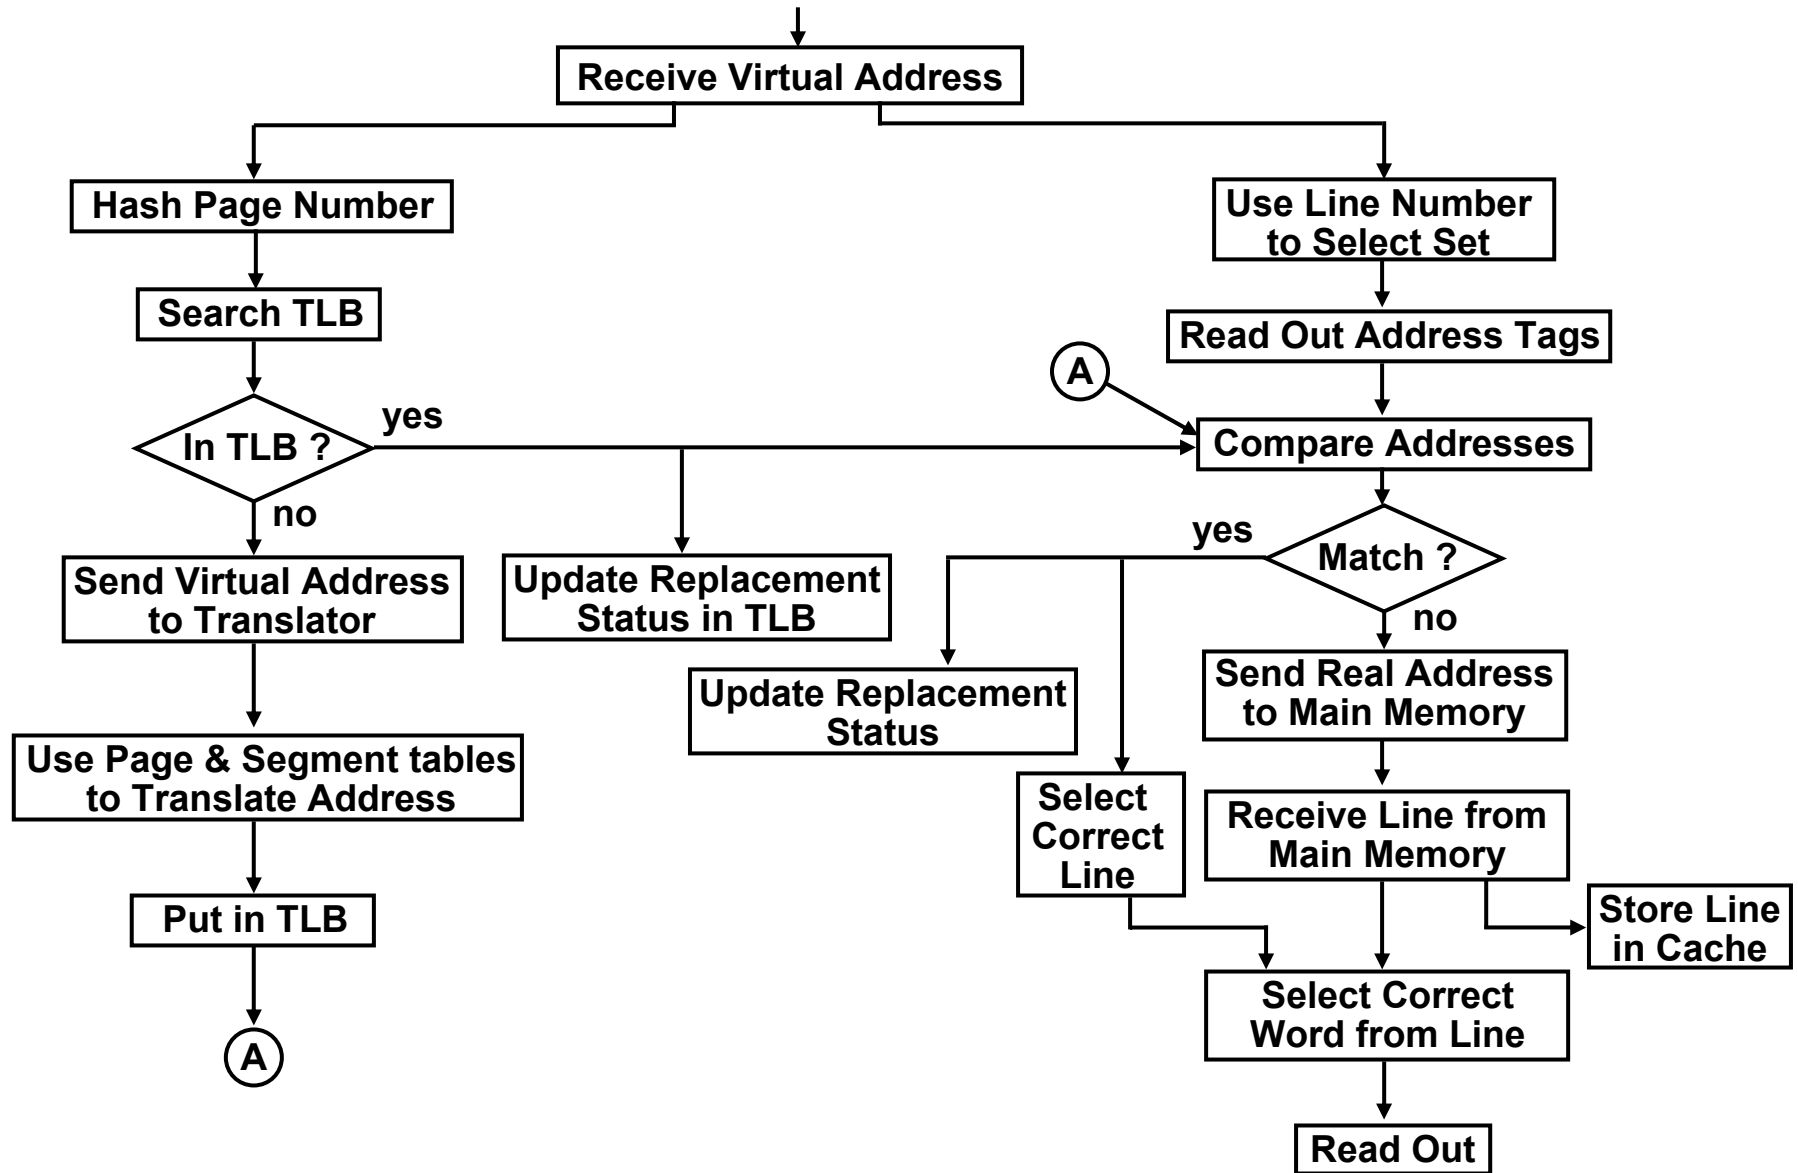 Receive Virtual Address
Hash Page Number
Use Line Number
to Select Set
Search TLB
Read Out Address Tags
A
yes
In TLB ?
Compare Addresses
no
yes
Match ?
Send Virtual Address
to Translator
Update Replacement
Status in TLB
no
Update Replacement
Status
Send Real Address
to Main Memory
Use Page & Segment tables
to Translate Address
Select
Correct
Line
Receive Line from
Main Memory
Put in TLB
Store Line
in Cache
Select Correct
Word from Line
A
Read Out